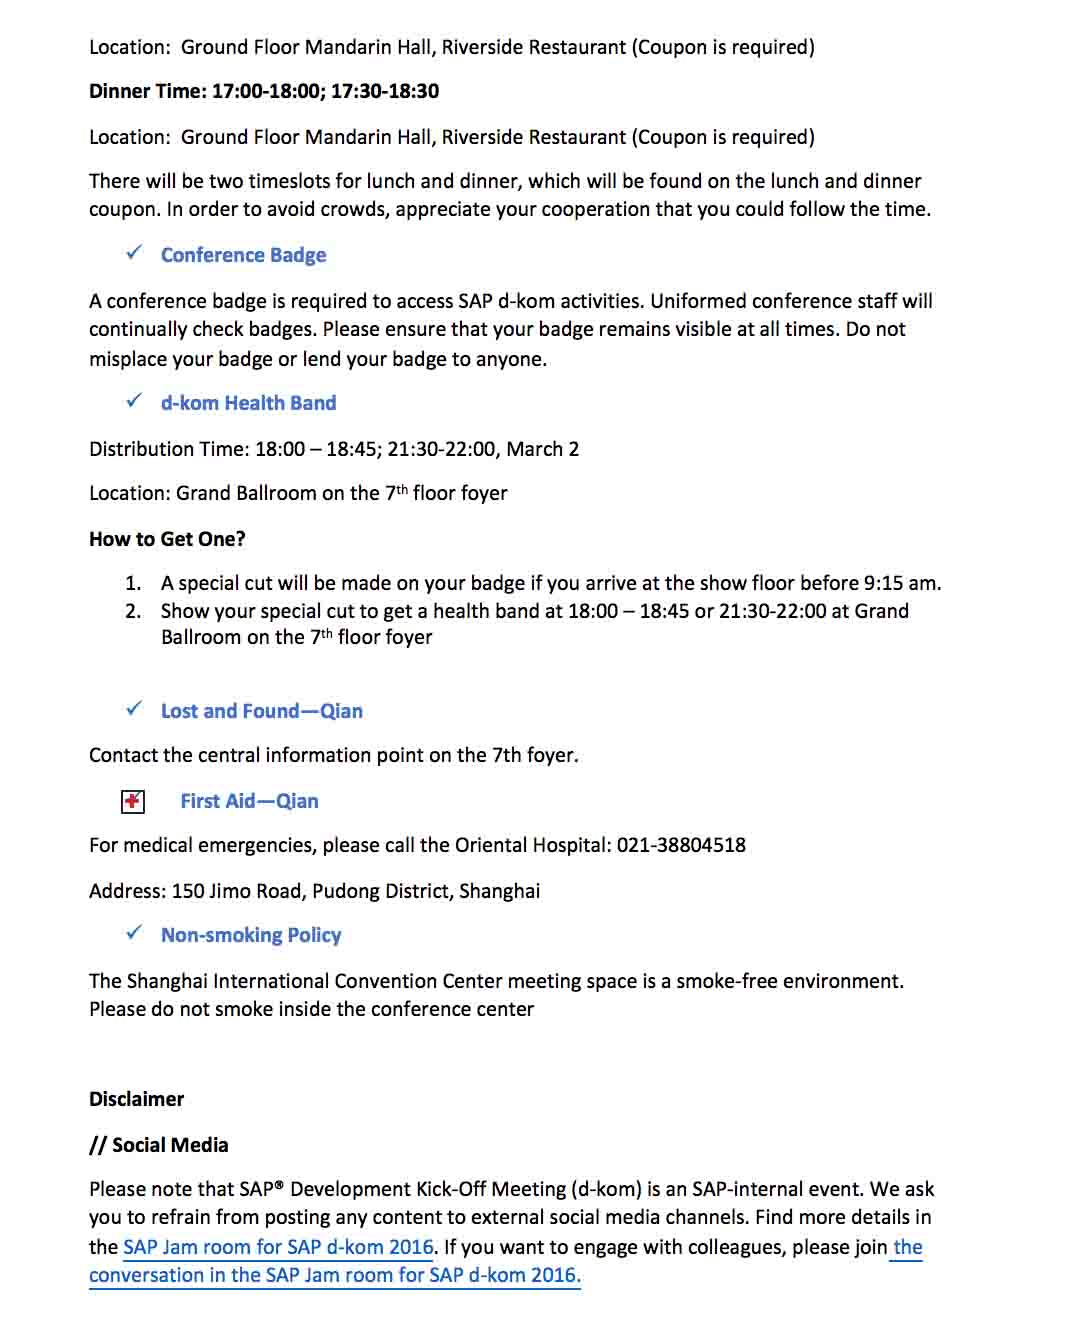 Location:  Ground Floor Mandarin Hall, Riverside Restaurant (Coupon is required)
Dinner Time: 17:00-18:00; 17:30-18:30
Location:  Ground Floor Mandarin Hall, Riverside Restaurant (Coupon is required)
There will be two timeslots for lunch and dinner, which will be found on the lunch and dinner
coupon. In order to avoid crowds, appreciate your cooperation that you could follow the time.
✓ Conference Badge
A conference badge is required to access SAP d-kom activities. Uniformed conference staff will
continually check badges. Please ensure that your badge remains visible at all times. Do not
misplace your badge or lend your badge to anyone.
✓ d-kom Health Band
Distribution Time: 18:00 – 18:45; 21:30-22:00, March 2
Location: Grand Ballroom on the 7th floor foyer
How to Get One?
1. A special cut will be made on your badge if you arrive at the show floor before 9:15 am.
2. Show your special cut to get a health band at 18:00 – 18:45 or 21:30-22:00 at Grand
Ballroom on the 7th floor foyer
✓ Lost and Found—Qian
Contact the central information point on the 7th foyer.
First Aid—Qian
For medical emergencies, please call the Oriental Hospital: 021-38804518
Address: 150 Jimo Road, Pudong District, Shanghai
✓ Non-smoking Policy
The Shanghai International Convention Center meeting space is a smoke-free environment.
Please do not smoke inside the conference center
Disclaimer
// Social Media
Please note that SAP® Development Kick-Off Meeting (d-kom) is an SAP-internal event. We ask
you to refrain from posting any content to external social media channels. Find more details in
the SAP Jam room for SAP d-kom 2016. If you want to engage with colleagues, please join the
conversation in the SAP Jam room for SAP d-kom 2016.